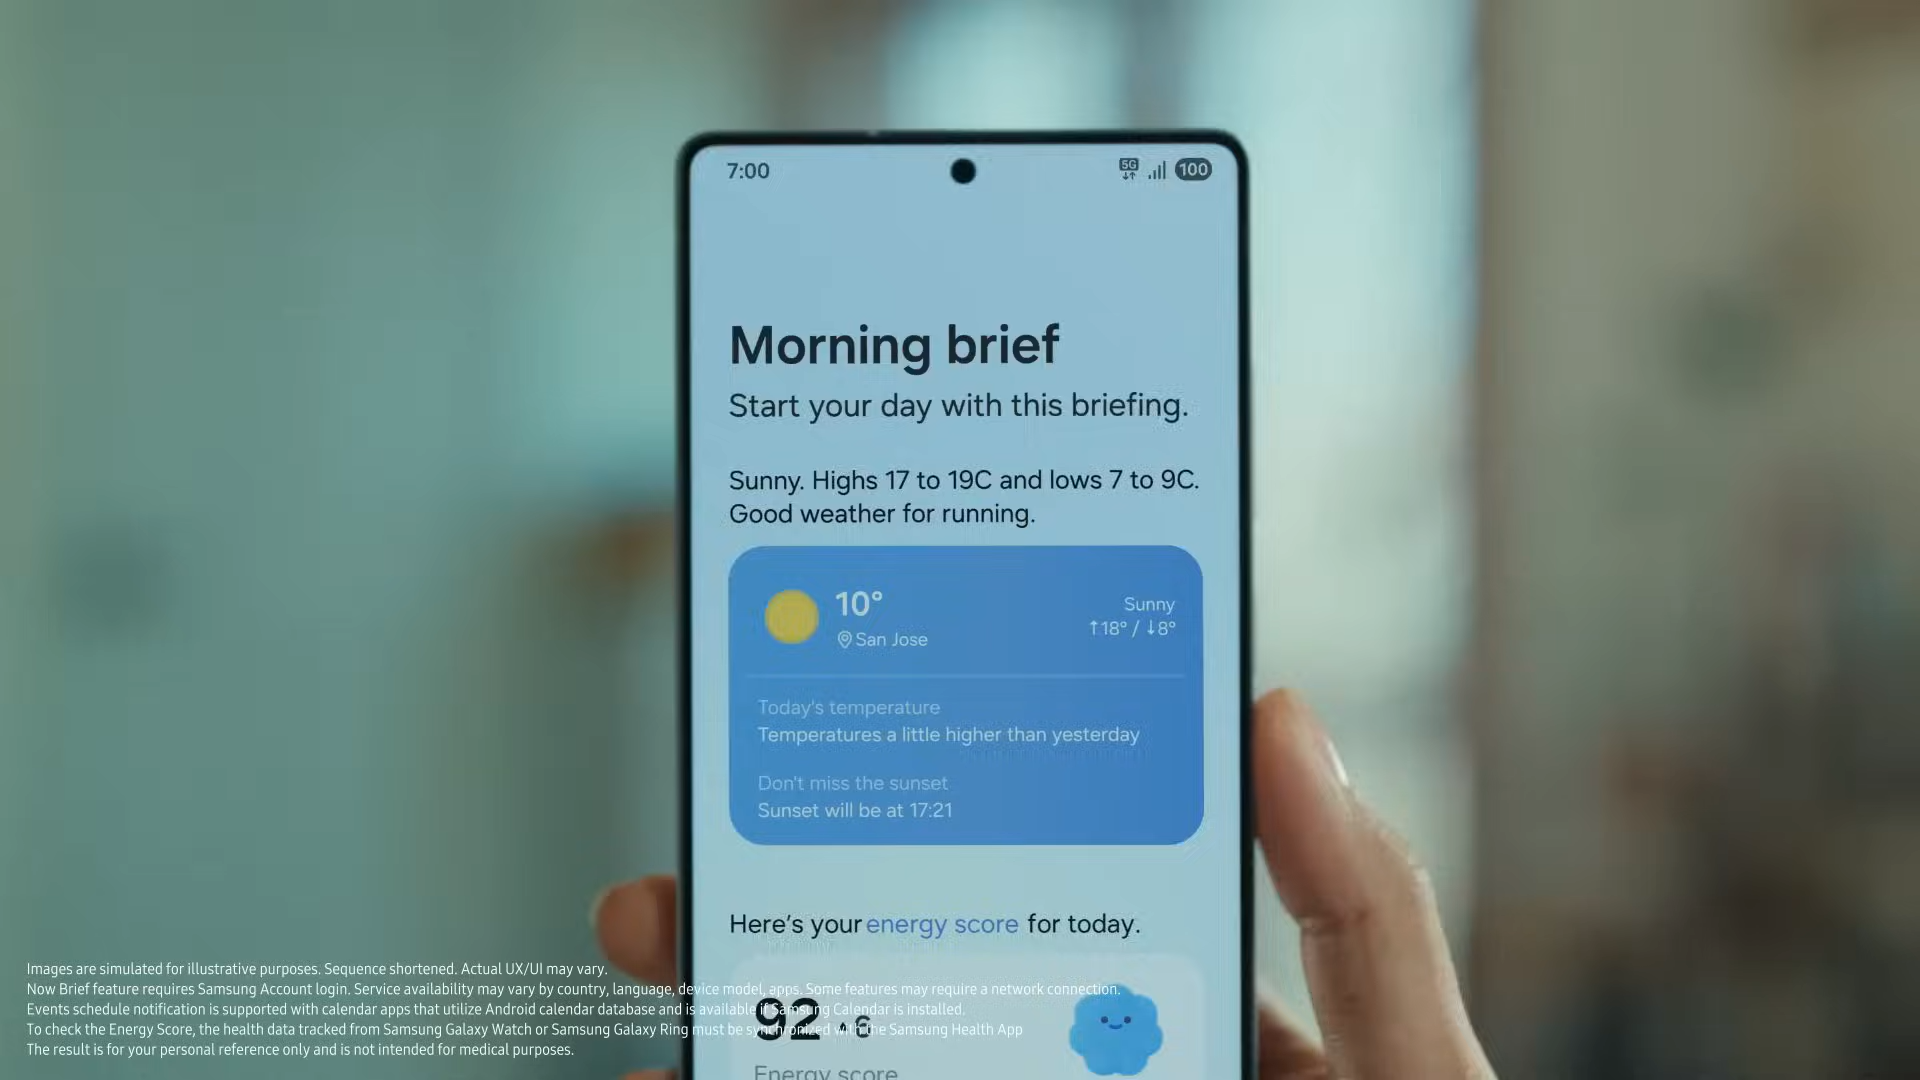 7:00
5G
100
Morning brief
Start your day with this briefing.
Sunny. Highs 17 to 19C and lows 7 to 9C.
Good weather for running.
10°
San Jose
Sunny
↑18° / ↓8°
Today's temperature
Temperatures a little higher than yesterday
Don't miss the sunset
Sunset will be at 17:21
Here's your energy score for today.
92
6
Energy score
Images are simulated for illustrative purposes. Sequence shortened. Actual UX/UI may vary.
Now Brief feature requires Samsung Account login. Service availability may vary by country, language, device model, apps. Some features may require a network connection.
Events schedule notification is supported with calendar apps that utilize Android calendar database and is available if Samsung Calendar is installed.
To check the Energy Score, the health data tracked from Samsung Galaxy Watch or Samsung Galaxy Ring must be synchronized with the Samsung Health App
The result is for your personal reference only and is not intended for medical purposes.